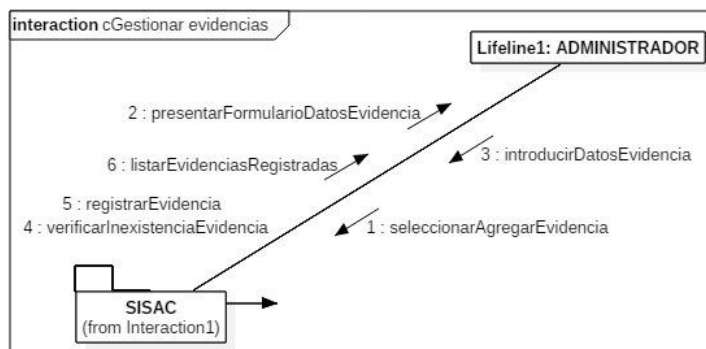 interaction cGestionar evidencias
Lifeline1: ADMINISTRADOR
2 : presentarFormularioDatosEvidencia
3 : introducirDatosEvidencia
6 : listarEvidenciasRegistradas
5 : registrarEvidencia
4 : verificarInexistenciaEvidencia
1 : seleccionarAgregarEvidencia
SISAC
(from Interaction1)